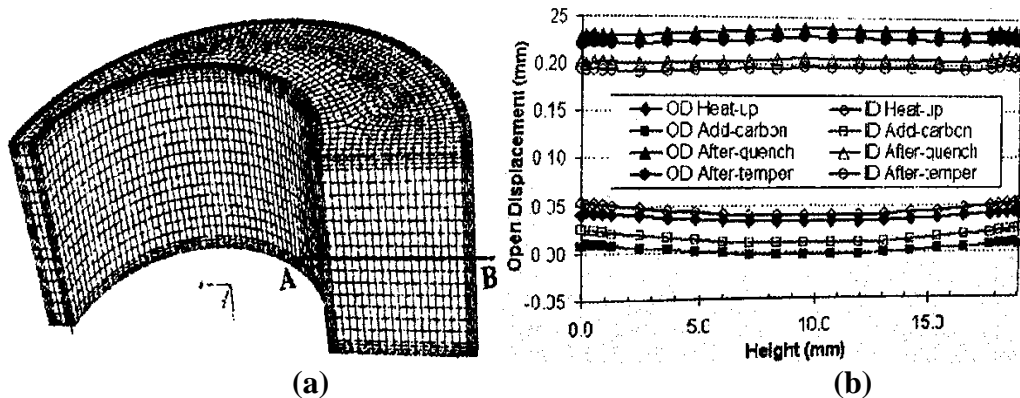 A
B
(a)
25
0.20
0.15
0.10
0.05
0.00
-0.05
Open Displacement (mm)
OD Heat-up
ID Heat-up
OD Add-carbon
ID Add-carbon
OD After-quench
ID After-quench
OD After-temper
ID After-temper
0.0
5.0
10.0
15.0
Height (mm)
(b)